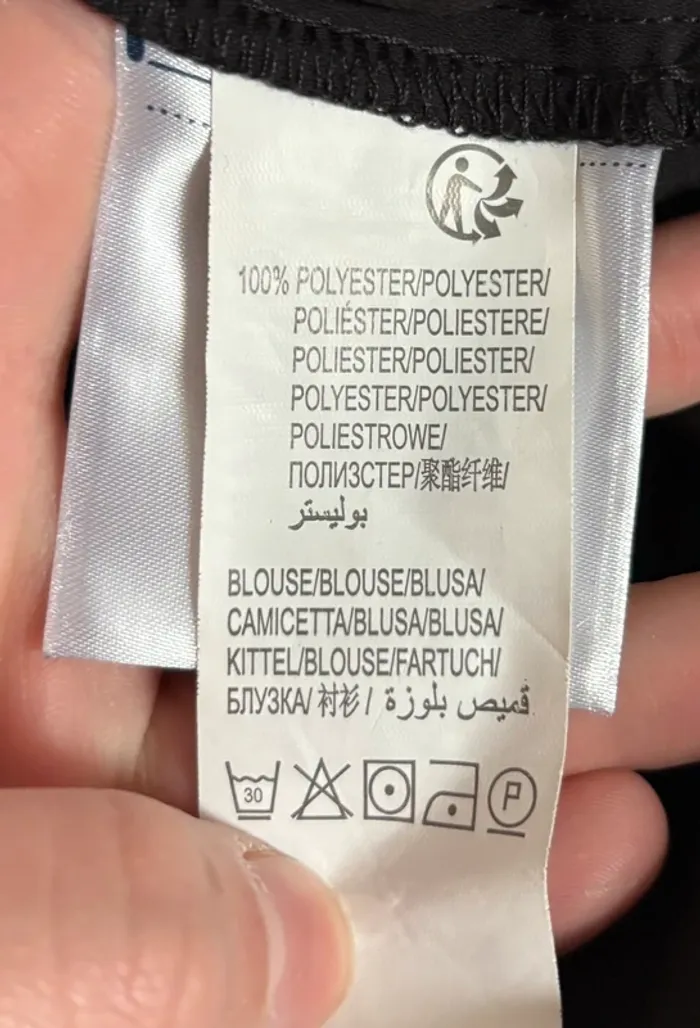 100% POLYESTER/POLYESTER/
POLIÉSTER/POLIESTERE/
POLIESTER/POLIESTER/
POLYESTER/POLYESTER/
POLIESTROWE/
ПОЛИЗСТЕР/聚酯纤维/
بوليستر
BLOUSE/BLOUSE/BLUSA/
CAMICETTA/BLUSA/BLUSA/
KITTEL/BLOUSE/FARTUCH/
БЛУЗКА/ 衬衫 / قميص بلوزة
30
P